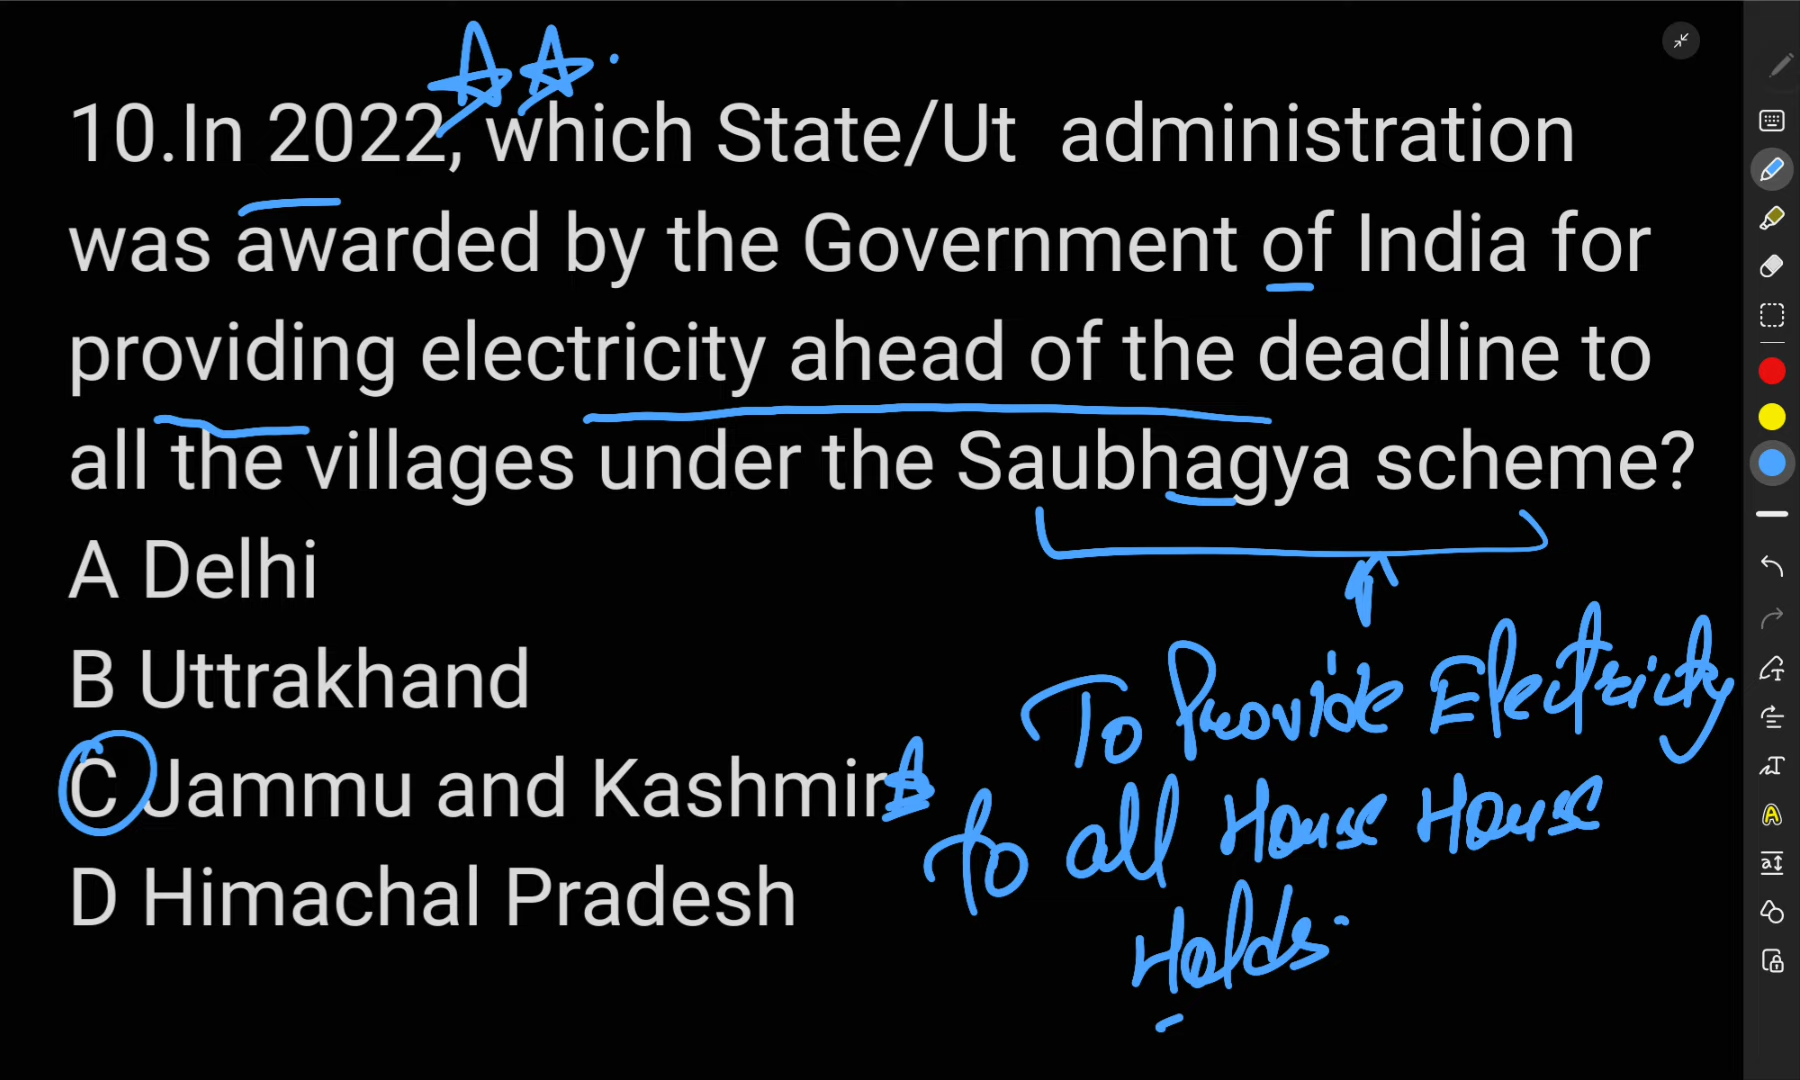 10.In 2022, which State/Ut administration
was awarded by the Government of India for
providing electricity ahead of the deadline to
all the villages under the Saubhagya scheme?
A Delhi
B Uttrakhand
C Jammu and Kashmir
D Himachal Pradesh
To Provide Electricity
to all House House
Holds